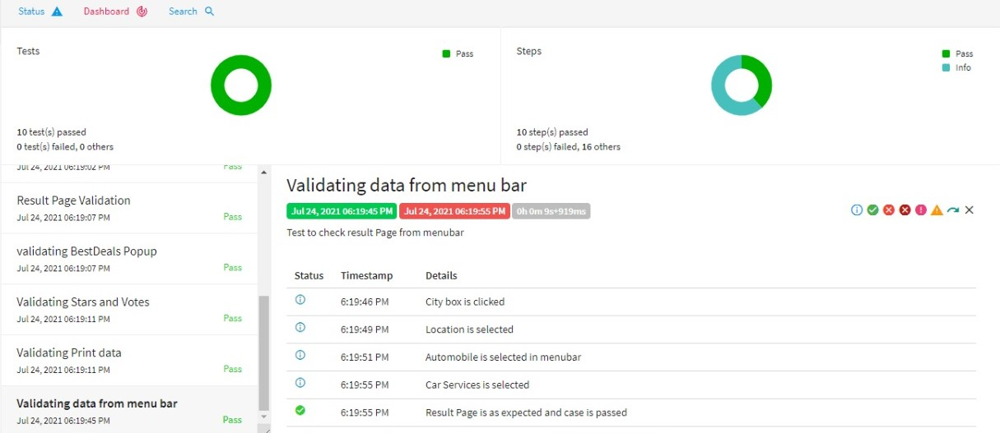 Status
Dashboard
Search
Tests
Pass
10 test(s) passed
0 test(s) failed, 0 others
Steps
Pass
Info
10 step(s) passed
0 step(s) failed, 16 others
Jul 24, 2021 06:19:02 PM Pass
Result Page Validation
Jul 24, 2021 06:19:07 PM Pass
validating BestDeals Popup
Jul 24, 2021 06:19:07 PM Pass
Validating Stars and Votes
Jul 24, 2021 06:19:11 PM Pass
Validating Print data
Jul 24, 2021 06:19:11 PM Pass
Validating data from menu bar
Jul 24, 2021 06:19:45 PM Pass
Validating data from menu bar
Jul 24, 2021 06:19:45 PM Jul 24, 2021 06:19:55 PM 0h 0m 9s+919ms
Test to check result Page from menubar
Status Timestamp Details
6:19:46 PM City box is clicked
6:19:49 PM Location is selected
6:19:51 PM Automobile is selected in menubar
6:19:55 PM Car Services is selected
6:19:55 PM Result Page is as expected and case is passed